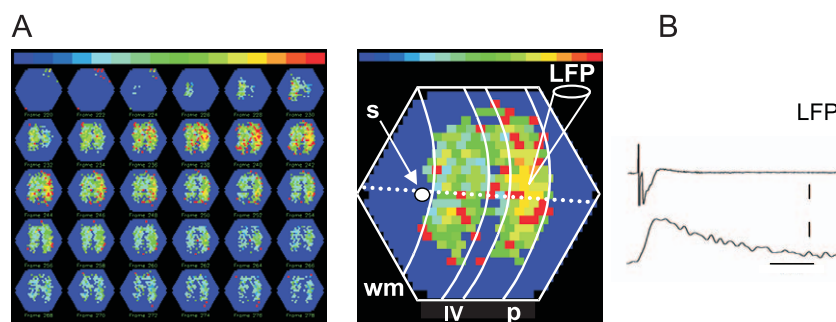 A
B
LFP
LFP
s
wm
IV
p
Frame 220 Frame 222 Frame 224 Frame 226 Frame 228 Frame 230
Frame 232 Frame 234 Frame 236 Frame 238 Frame 240 Frame 242
Frame 244 Frame 246 Frame 248 Frame 250 Frame 252 Frame 254
Frame 256 Frame 258 Frame 260 Frame 262 Frame 264 Frame 266
Frame 268 Frame 270 Frame 272 Frame 274 Frame 276 Frame 278